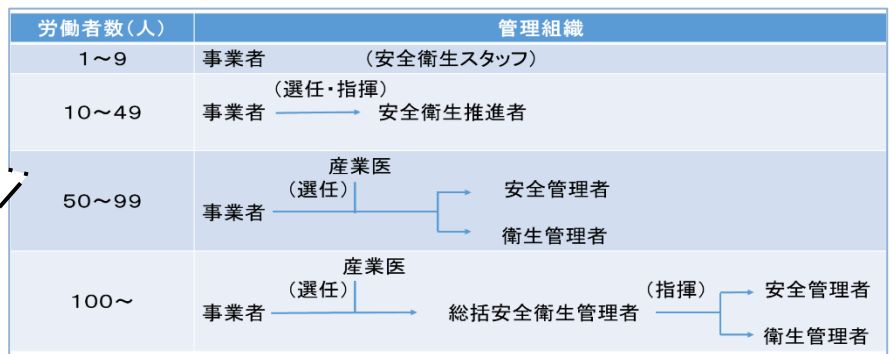 労働者数(人) 管理組織
1～9 事業者 (安全衛生スタッフ)
(選任・指揮)
10～49 事業者 安全衛生推進者
産業医
(選任) 安全管理者
50～99 事業者
衛生管理者
産業医
(選任) (指揮) 安全管理者
100～ 事業者 総括安全衛生管理者
衛生管理者